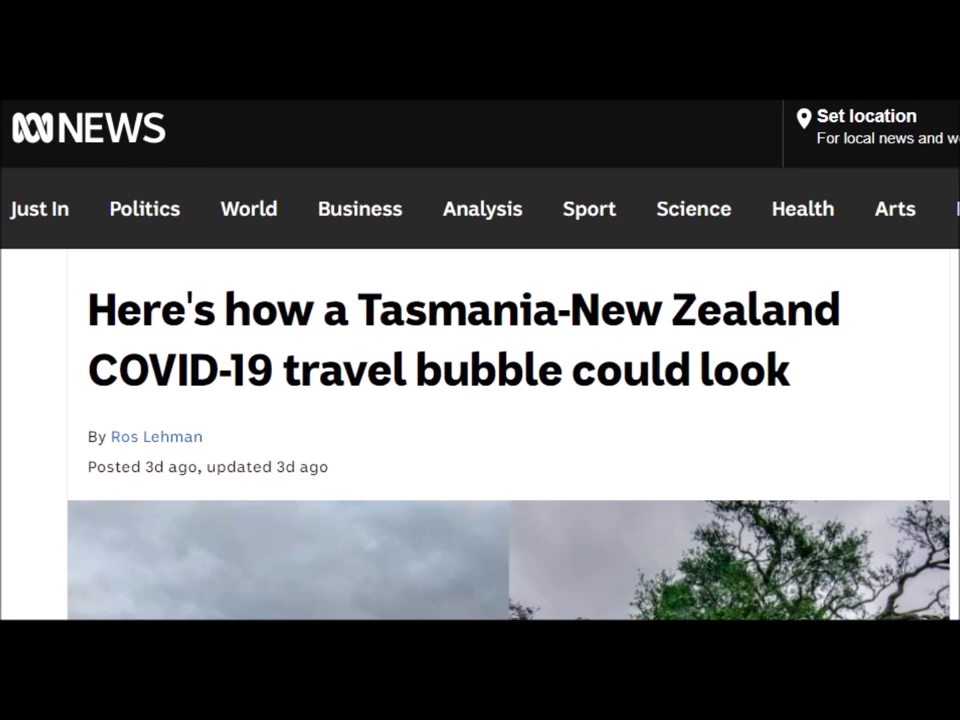 NEWS
Set location
For local news and
Just In Politics World Business Analysis Sport Science Health Arts
Here's how a Tasmania-New Zealand
COVID-19 travel bubble could look
By Ros Lehman
Posted 3d ago, updated 3d ago